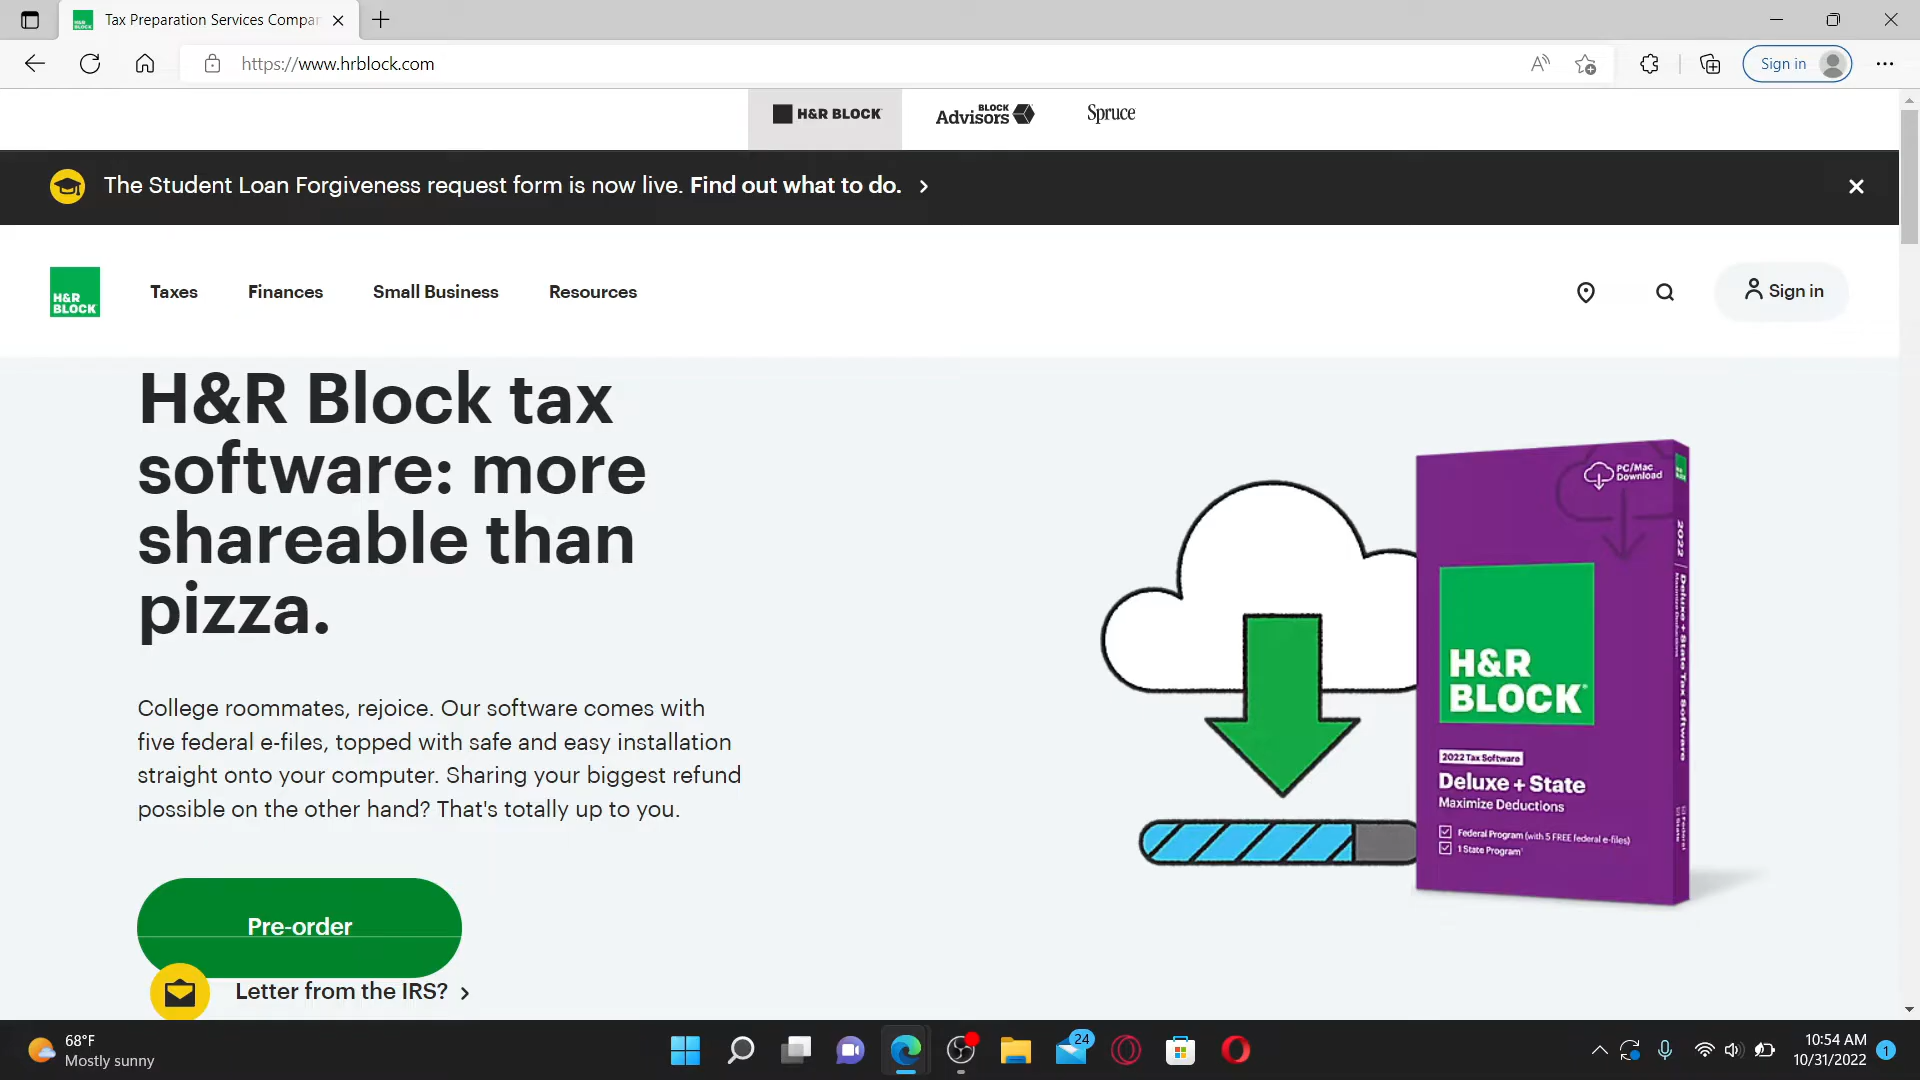 Tax Preparation Services Compan
https://www.hrblock.com
Sign in
H&R BLOCK
BLOCK
Advisors
Spruce
The Student Loan Forgiveness request form is now live. Find out what to do.
H&R
BLOCK
Taxes
Finances
Small Business
Resources
Sign in
H&R Block tax
software: more
shareable than
pizza.
College roommates, rejoice. Our software comes with
five federal e-files, topped with safe and easy installation
straight onto your computer. Sharing your biggest refund
possible on the other hand? That's totally up to you.
Pre-order
Letter from the IRS?
PC/Mac
Download
H&R
BLOCK
2022 Tax Software
Deluxe + State
Maximize Deductions
Federal Program (with 5 FREE federal e-files)
1 State Program
2022 | Deluxe + State Tax Software
68°F
Mostly sunny
24
10:54 AM
10/31/2022
1